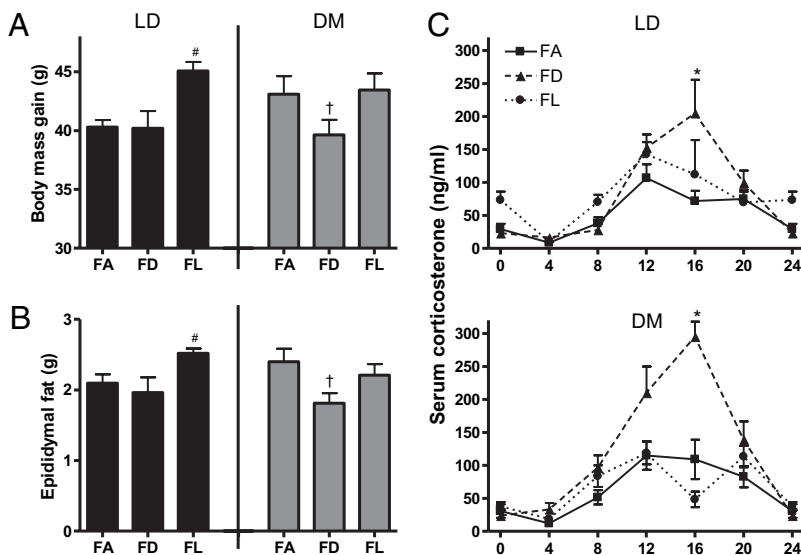 A
LD
DM
Body mass gain (g)
45
40
35
30
#
†
FA FD FL FA FD FL
B
Epididymal fat (g)
3
2
1
0
#
†
FA FD FL FA FD FL
C
LD
Serum corticosterone (ng/ml)
FA
FD
FL
300
250
200
150
100
50
0
*
0 4 8 12 16 20 24
DM
300
250
200
150
100
50
0
*
0 4 8 12 16 20 24